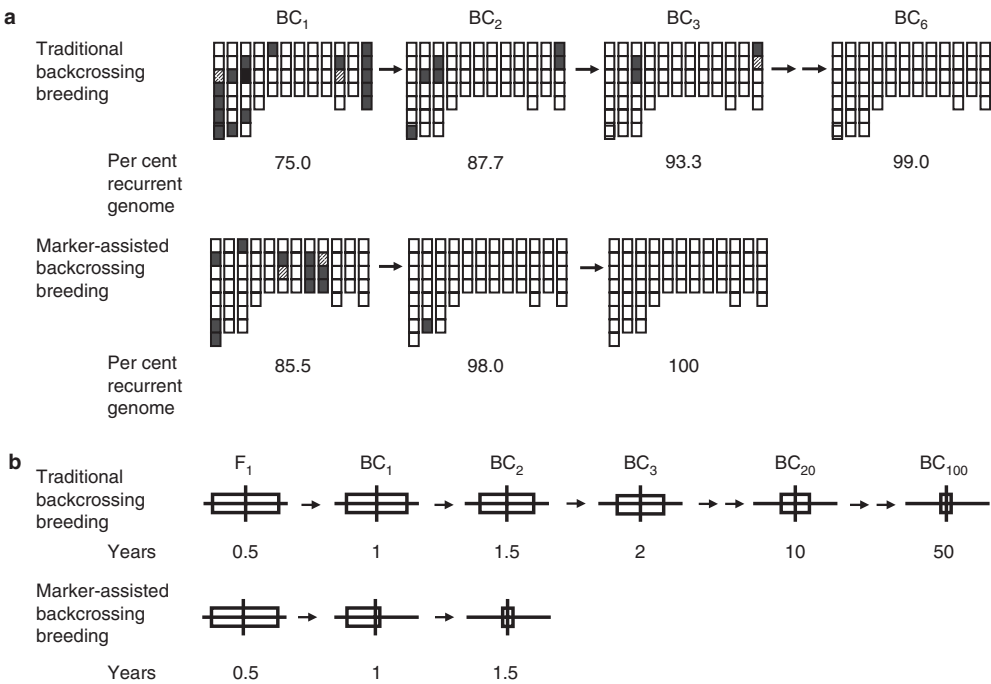 a
BC₁ BC₂ BC₃ BC₆
Traditional
backcrossing
breeding
Per cent
recurrent
genome
75.0 87.7 93.3 99.0
Marker-assisted
backcrossing
breeding
Per cent
recurrent
genome
85.5 98.0 100
b
F₁ BC₁ BC₂ BC₃ BC₂₀ BC₁₀₀
Traditional
backcrossing
breeding
Years 0.5 1 1.5 2 10 50
Marker-assisted
backcrossing
breeding
Years 0.5 1 1.5